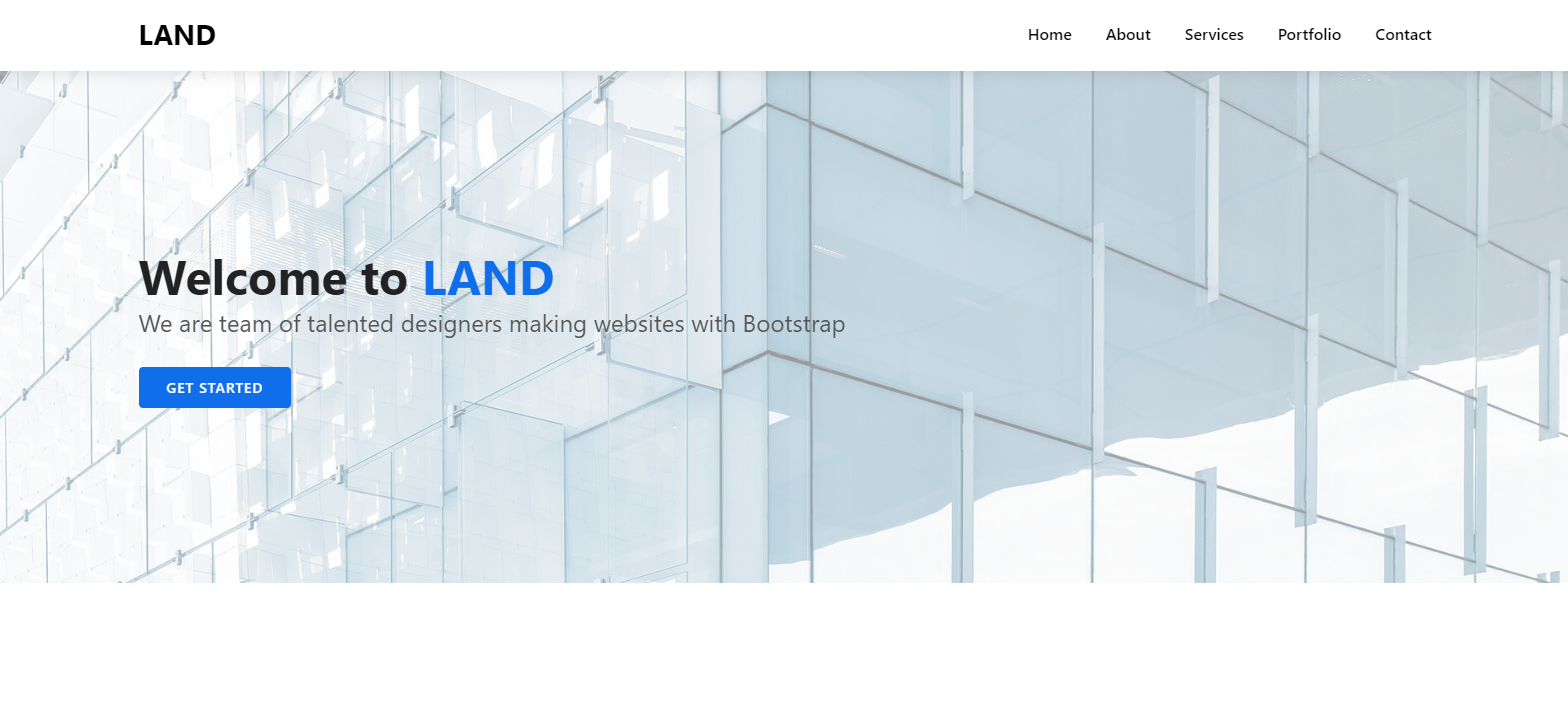 LAND
Home About Services Portfolio Contact
Welcome to LAND
We are team of talented designers making websites with Bootstrap
GET STARTED